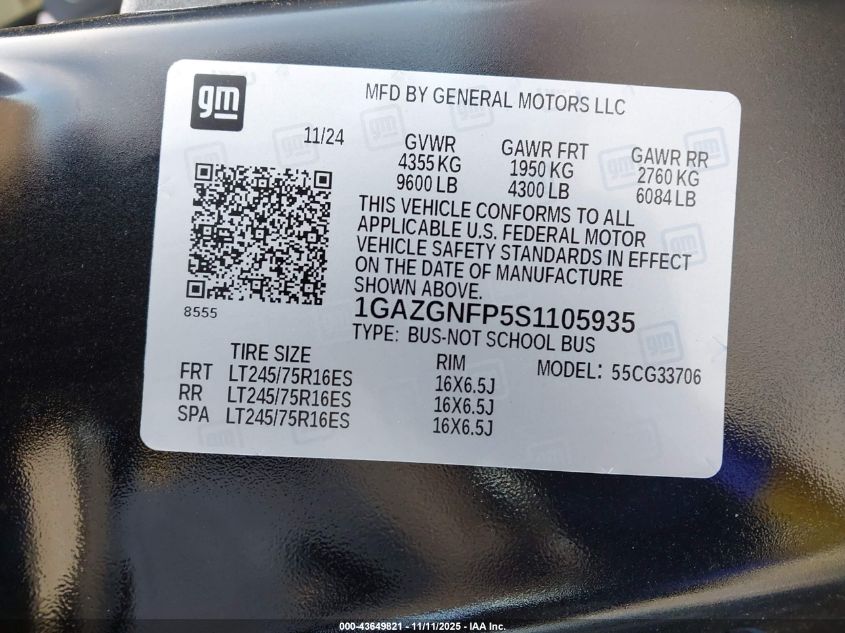 gm
MFD BY GENERAL MOTORS LLC
11/24
GVWR GAWR FRT GAWR RR
4355 KG 1950 KG 2760 KG
9600 LB 4300 LB 6084 LB
THIS VEHICLE CONFORMS TO ALL
APPLICABLE U.S. FEDERAL MOTOR
VEHICLE SAFETY STANDARDS IN EFFECT
ON THE DATE OF MANUFACTURE
SHOWN ABOVE.
8555
1GAZGNFP5S1105935
TYPE: BUS-NOT SCHOOL BUS
TIRE SIZE RIM MODEL: 55CG33706
FRT LT245/75R16ES 16X6.5J
RR LT245/75R16ES 16X6.5J
SPA LT245/75R16ES 16X6.5J
000-43649821 - 11/11/2025 - IAA Inc.